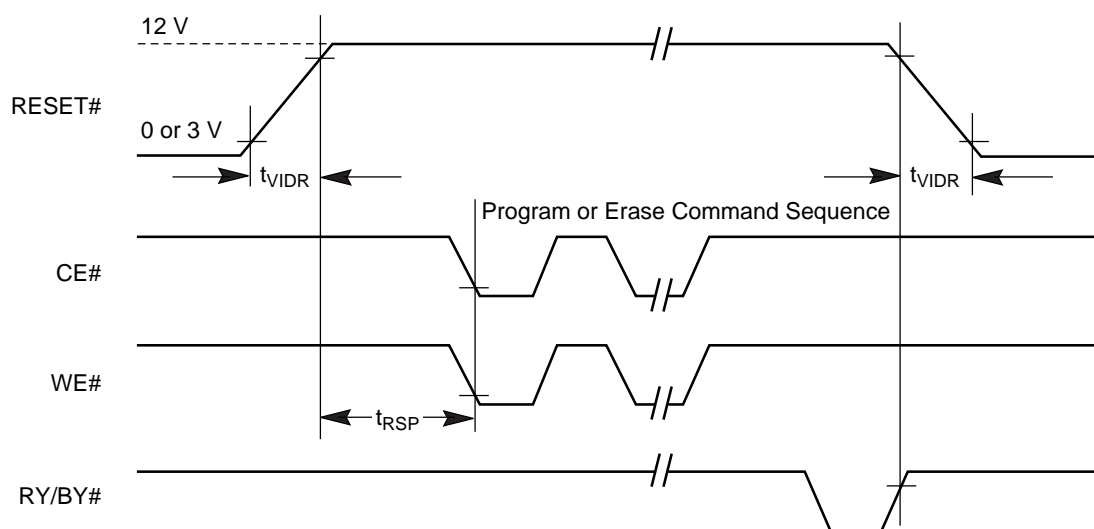 12 V
RESET#
0 or 3 V
tVIDR
tVIDR
Program or Erase Command Sequence
CE#
WE#
tRSP
RY/BY#